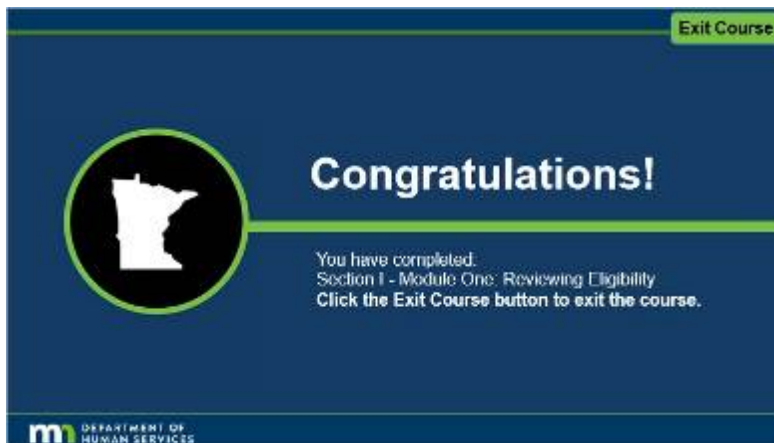 Exit Course
Congratulations!
You have completed:
Section I - Module One: Reviewing Eligibility
Click the Exit Course button to exit the course.
mn DEPARTMENT OF
HUMAN SERVICES